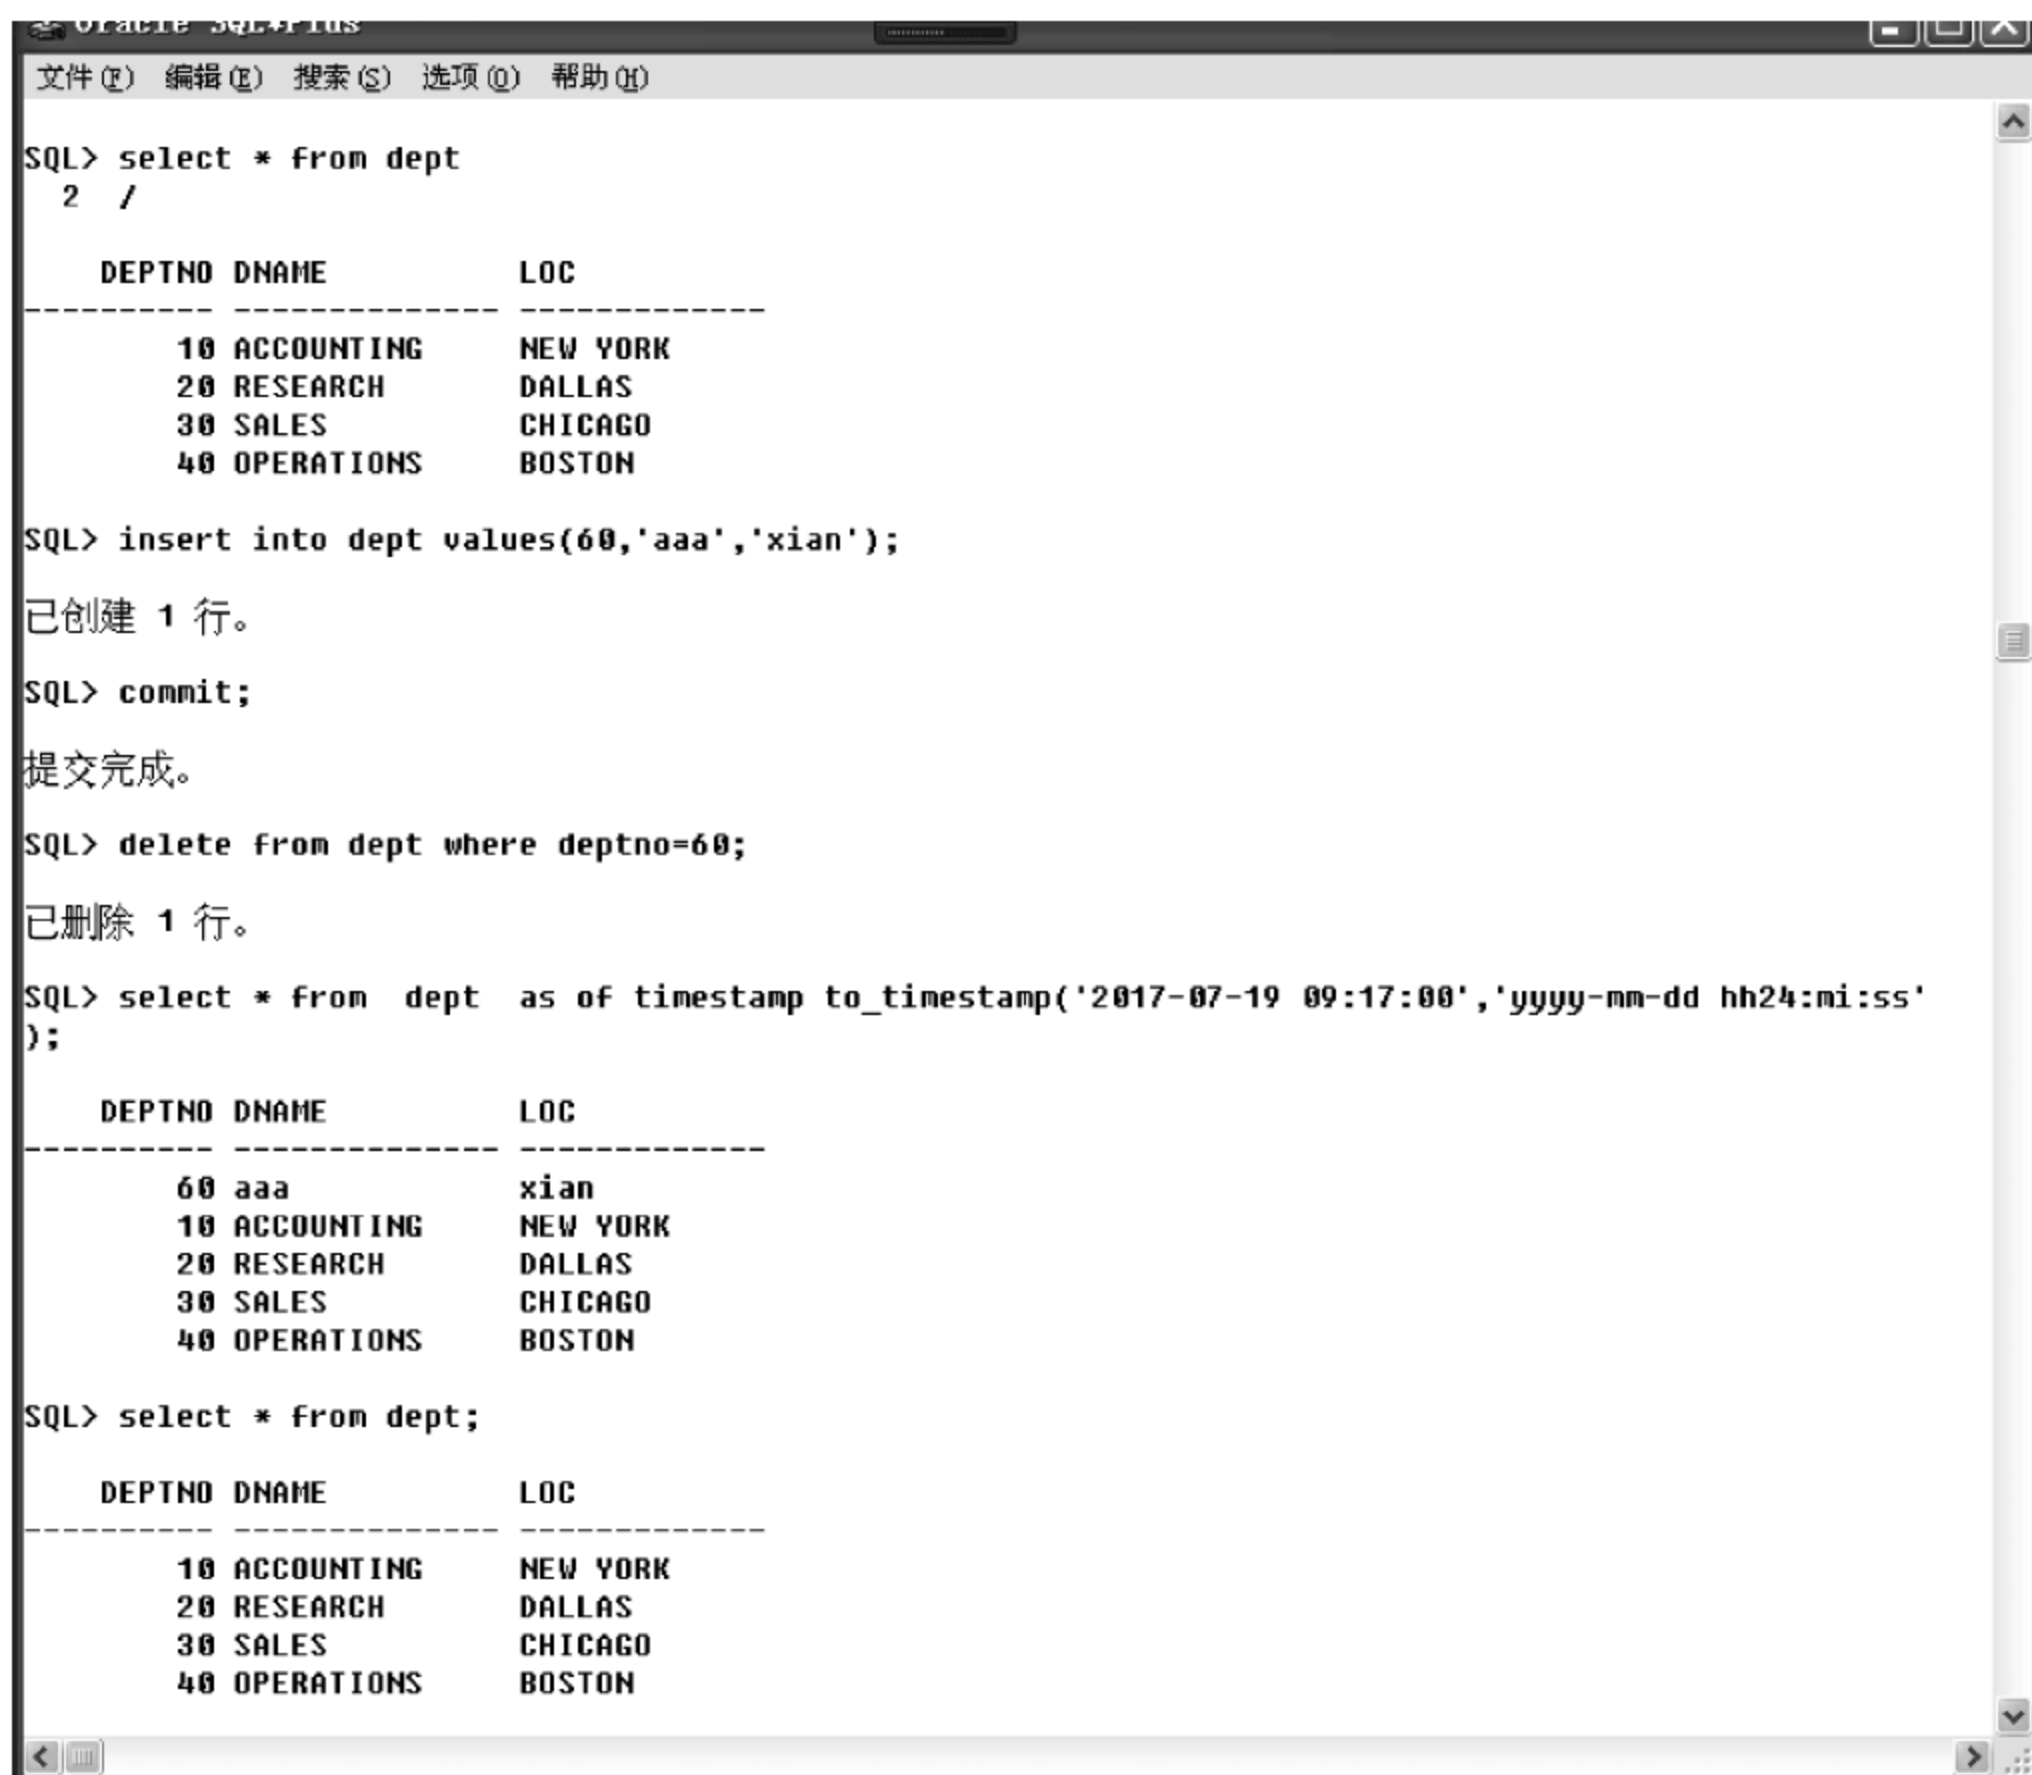 Oracle SQL*Plus
文件(F) 编辑(E) 搜索(S) 选项(O) 帮助(H)
SQL> select * from dept
  2  /
    DEPTNO DNAME          LOC
---------- -------------- -------------
        10 ACCOUNTING     NEW YORK
        20 RESEARCH       DALLAS
        30 SALES          CHICAGO
        40 OPERATIONS     BOSTON
SQL> insert into dept values(60,'aaa','xian');
已创建 1 行。
SQL> commit;
提交完成。
SQL> delete from dept where deptno=60;
已删除 1 行。
SQL> select * from  dept  as of timestamp to_timestamp('2017-07-19 09:17:00','yyyy-mm-dd hh24:mi:ss'
);
    DEPTNO DNAME          LOC
---------- -------------- -------------
        60 aaa            xian
        10 ACCOUNTING     NEW YORK
        20 RESEARCH       DALLAS
        30 SALES          CHICAGO
        40 OPERATIONS     BOSTON
SQL> select * from dept;
    DEPTNO DNAME          LOC
---------- -------------- -------------
        10 ACCOUNTING     NEW YORK
        20 RESEARCH       DALLAS
        30 SALES          CHICAGO
        40 OPERATIONS     BOSTON